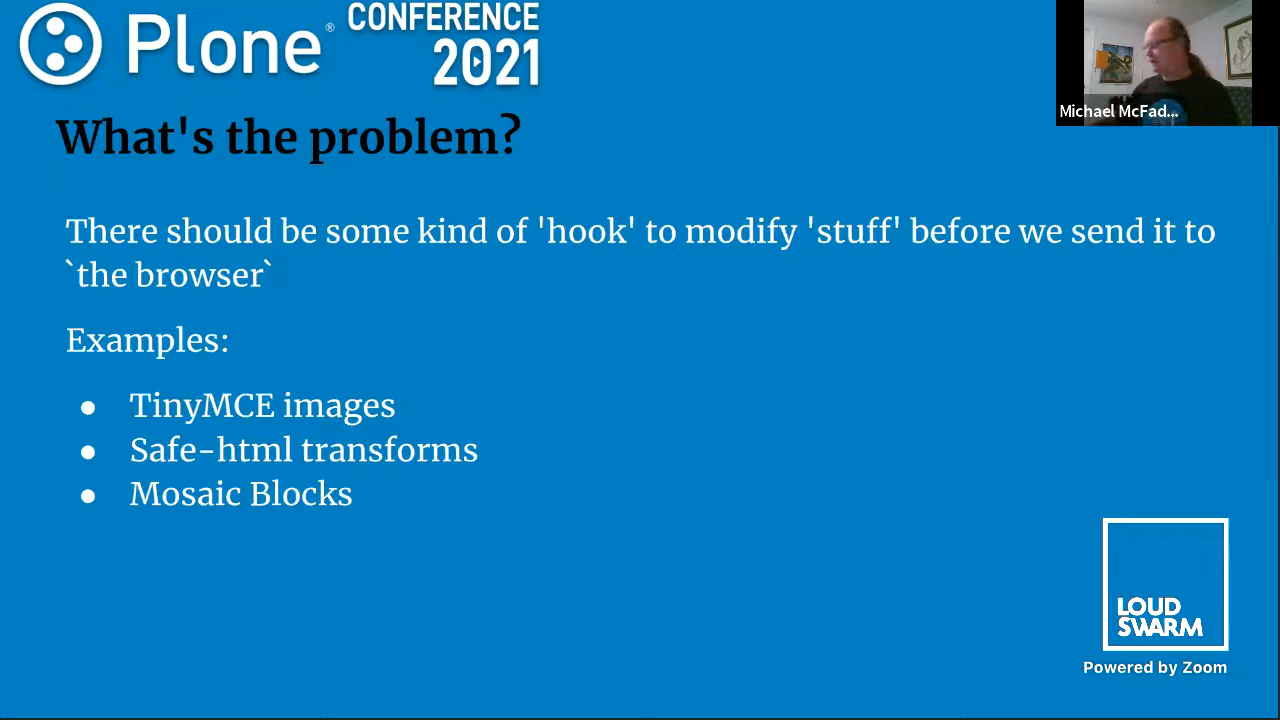 Plone® CONFERENCE
2021
Michael McFad...
What's the problem?
There should be some kind of 'hook' to modify 'stuff' before we send it to
`the browser`
Examples:
● TinyMCE images
● Safe-html transforms
● Mosaic Blocks
LOUD
SWARM
Powered by Zoom